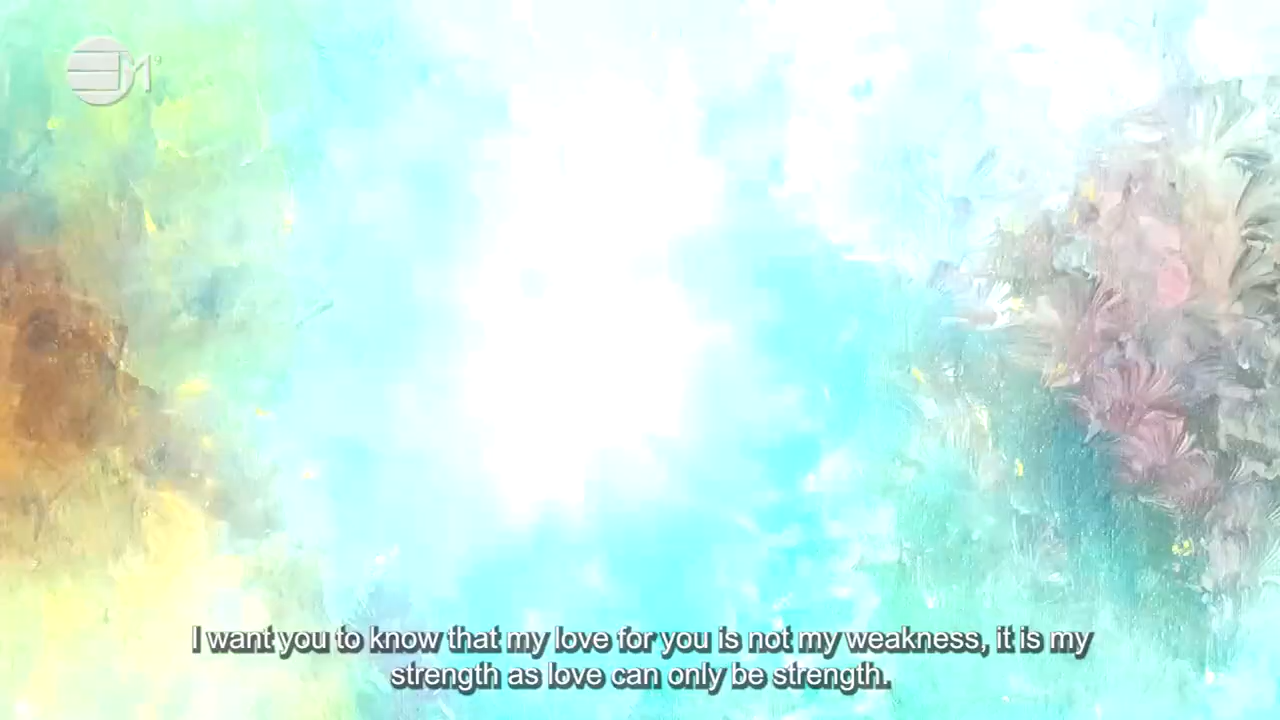 EM
I want you to know that my love for you is not my weakness, it is my
strength as love can only be strength.